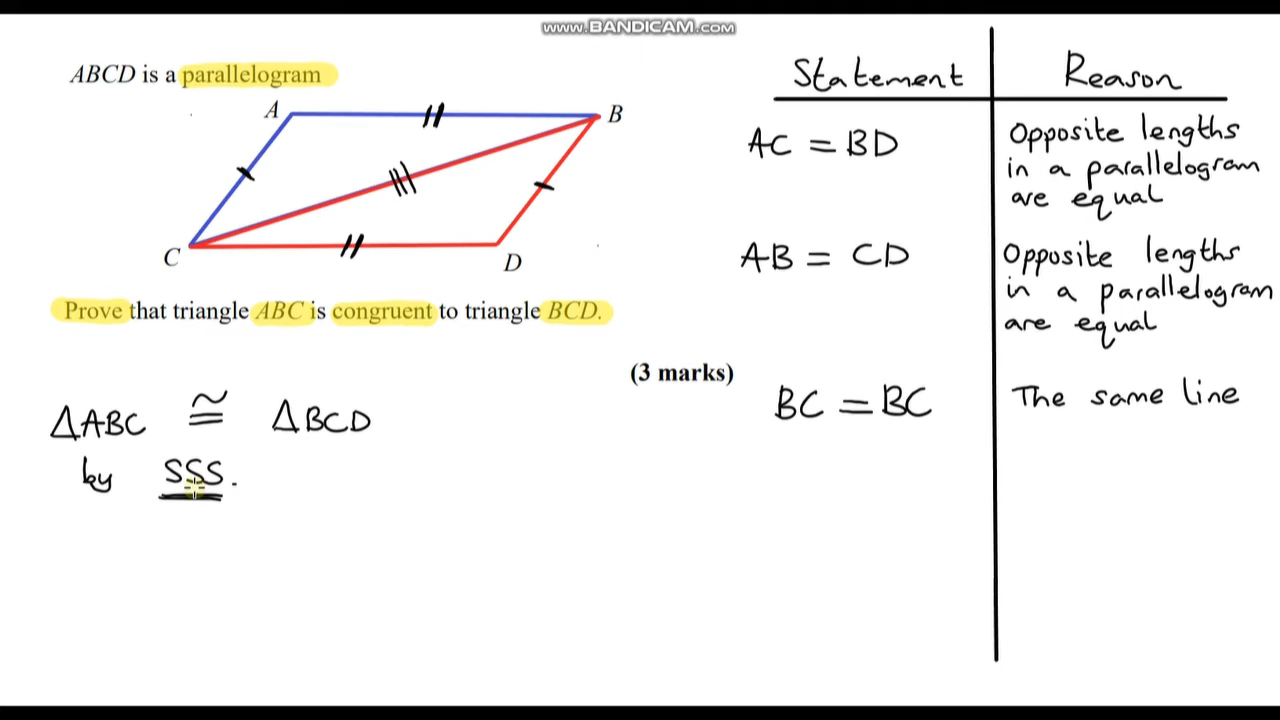 www.BANDICAM.com
ABCD is a parallelogram
A
B
C
D
Prove that triangle ABC is congruent to triangle BCD.
(3 marks)
ΔABC ≅ ΔBCD
by SSS.
Statement
Reason
AC = BD
Opposite lengths
in a parallelogram
are equal
AB = CD
Opposite lengths
in a parallelogram
are equal
BC = BC
The same line